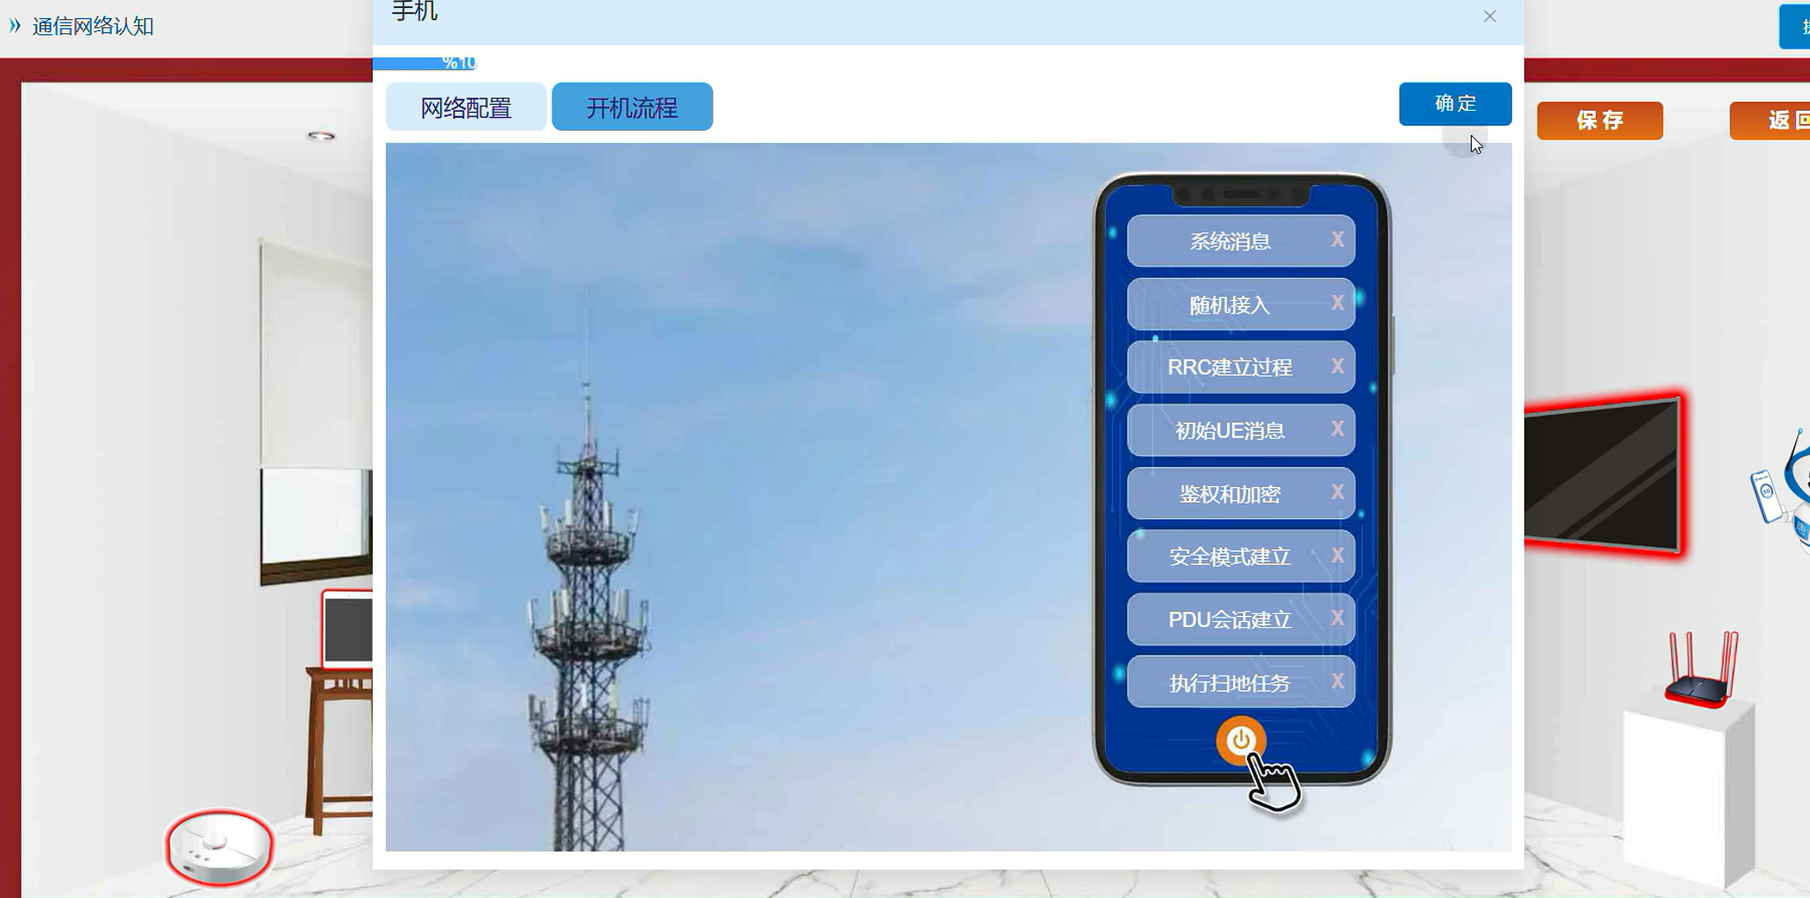 通信网络认知
手机
%10
网络配置
开机流程
确定
保存
系统消息 X
随机接入 X
RRC建立过程 X
初始UE消息 X
鉴权和加密 X
安全模式建立 X
PDU会话建立 X
执行扫地任务 X